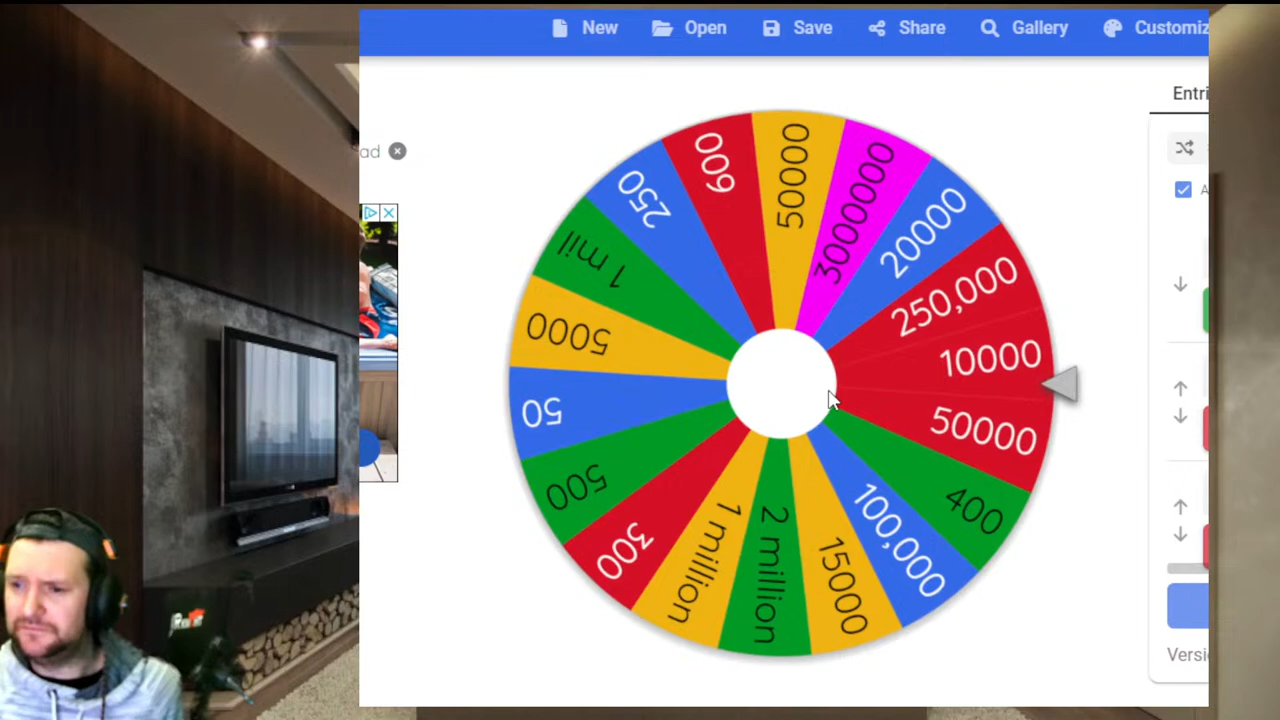 New Open Save Share Gallery Customiz
Entri
ad
A
600
50000
3000000
20000
250,000
10000
50000
400
100,000
15000
2 million
1 million
300
500
50
5000
1 mil
250
Versi